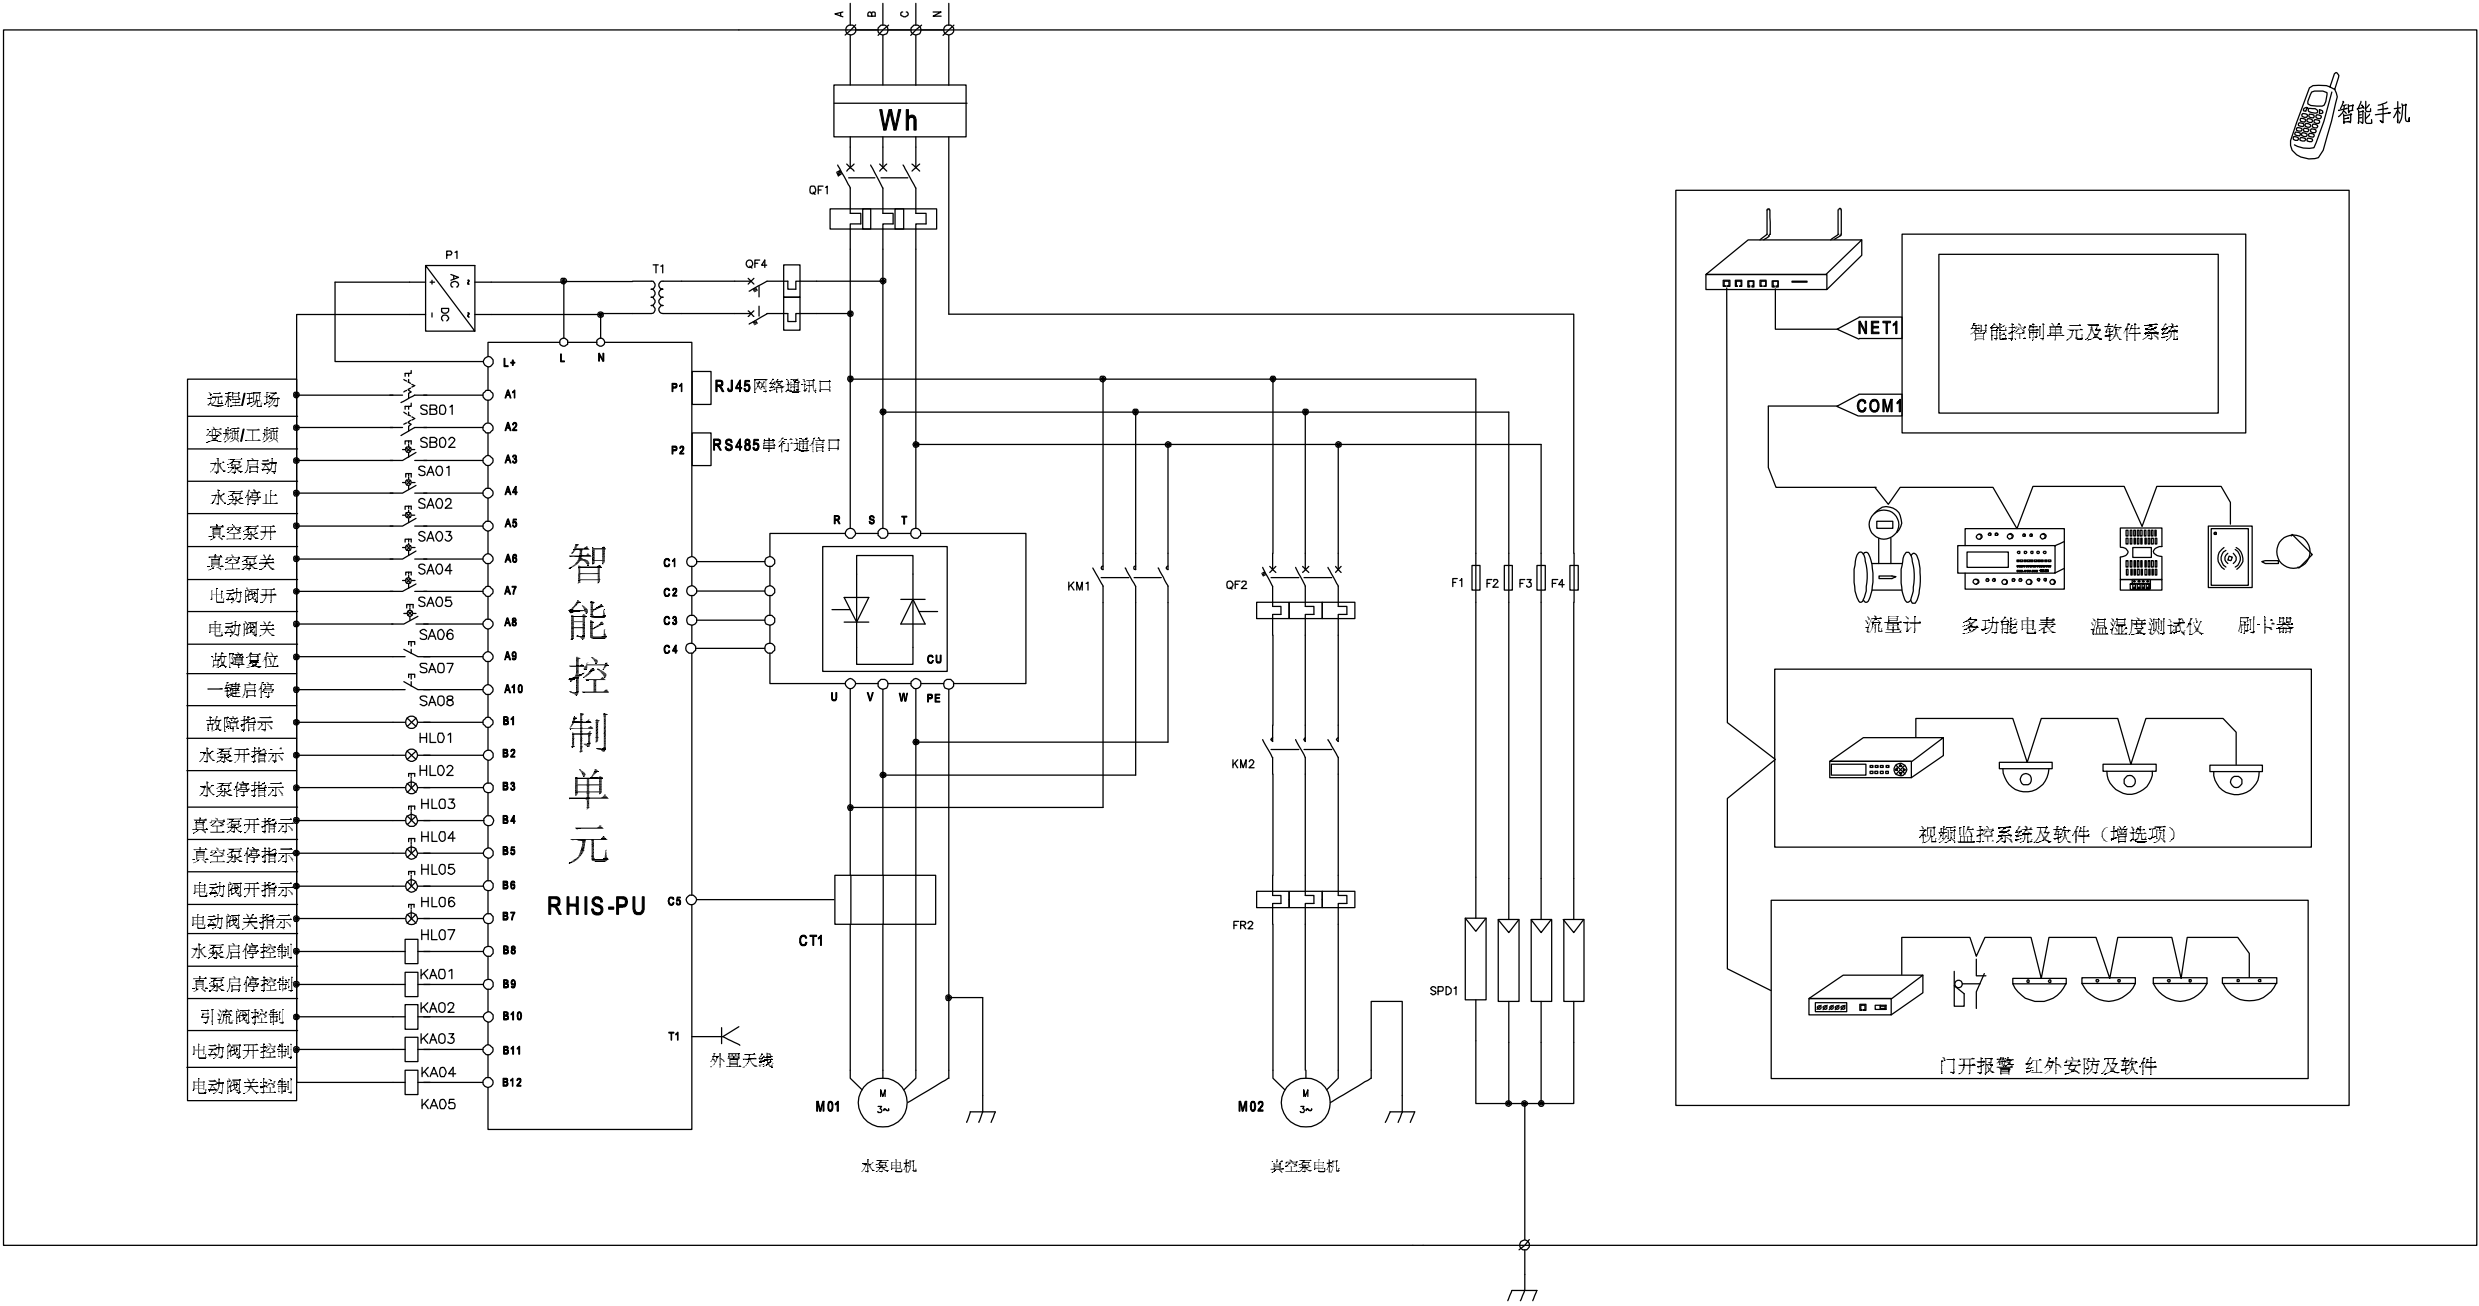 A B C N
Wh
智能手机
QF1
P1
AC
DC
T1
QF4
L N
L+
远程/现场 SB01 A1
变频/工频 SB02 A2
水泵启动 SA01 A3
水泵停止 SA02 A4
真空泵开 SA03 A5
真空泵关 SA04 A6
电动阀开 SA05 A7
电动阀关 SA06 A8
故障复位 SA07 A9
一键启停 SA08 A10
故障指示 HL01 B1
水泵开指示 HL02 B2
水泵停指示 HL03 B3
真空泵开指示 HL04 B4
真空泵停指示 HL05 B5
电动阀开指示 HL06 B6
电动阀关指示 HL07 B7
水泵启停控制 KA01 B8
真泵启停控制 KA02 B9
引流阀控制 KA03 B10
电动阀开控制 KA04 B11
电动阀关控制 KA05 B12
智能控制单元
RHIS-PU
P1 RJ45网络通讯口
P2 RS485串行通信口
C1
C2
C3
C4
C5
T1
外置天线
R S T
CU
U V W PE
CT1
M01
M
3~
水泵电机
KM1
QF2
KM2
FR2
M02
M
3~
真空泵电机
F1 F2 F3 F4
SPD1
NET1
COM1
智能控制单元及软件系统
流量计 多功能电表 温湿度测试仪 刷卡器
视频监控系统及软件（增选项）
门开报警 红外安防及软件